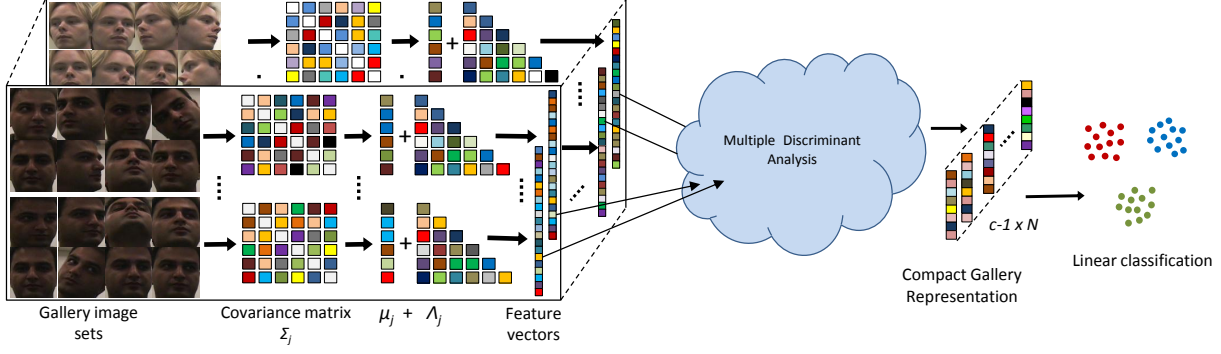 +
+
+
Multiple Discriminant
Analysis
c-1 x N
Gallery image
sets
Covariance matrix
Σj
μj + Λj
Feature
vectors
Compact Gallery
Representation
Linear classification